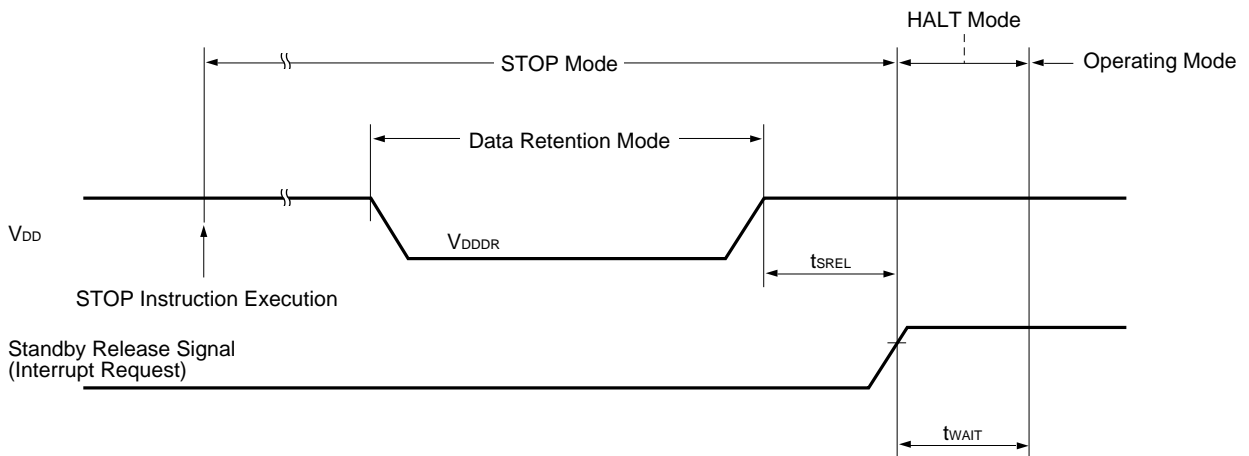 HALT Mode
STOP Mode
Operating Mode
Data Retention Mode
VDD
VDDDR
tSREL
STOP Instruction Execution
Standby Release Signal
(Interrupt Request)
tWAIT